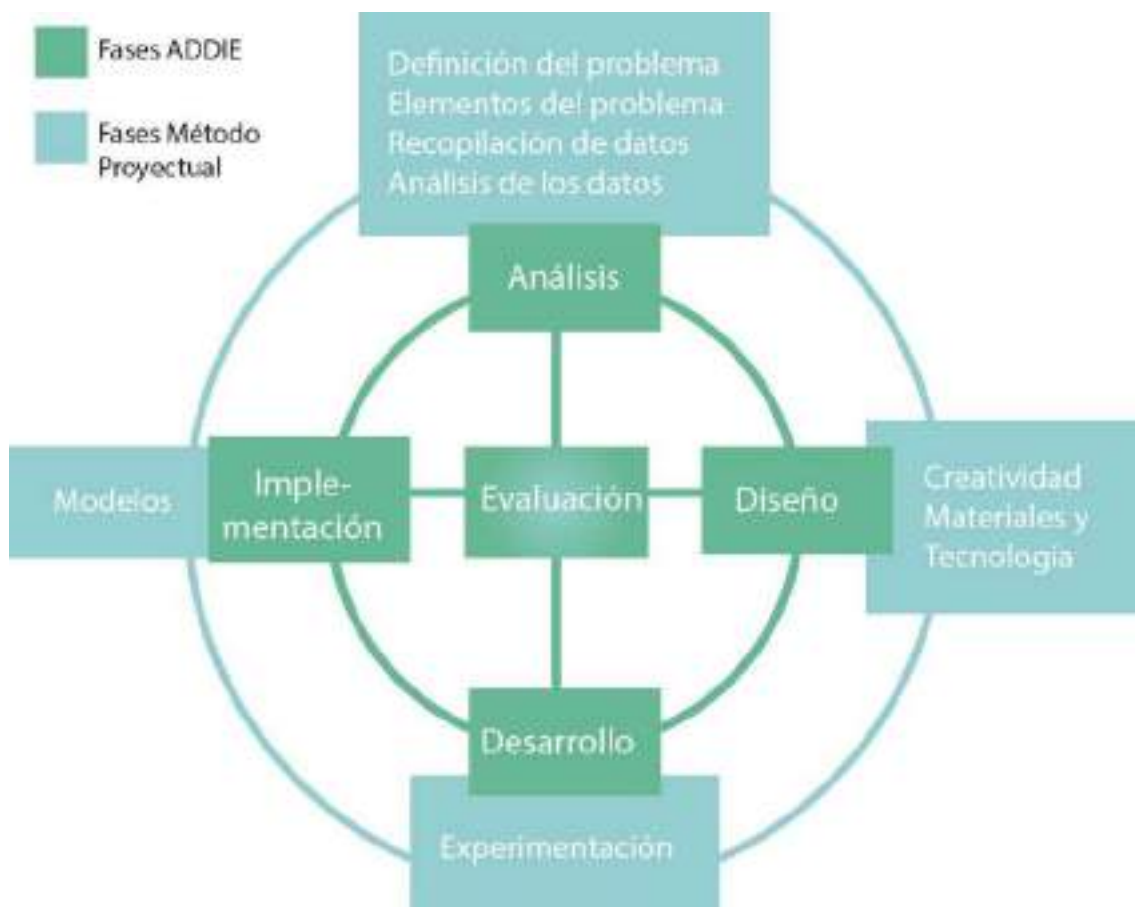 Fases ADDIE
Fases Método
Proyectual
Definición del problema
Elementos del problema
Recopilación de datos
Análisis de los datos
Análisis
Modelos
Imple-
mentación
Evaluación
Diseño
Creatividad
Materiales y
Tecnología
Desarrollo
Experimentación